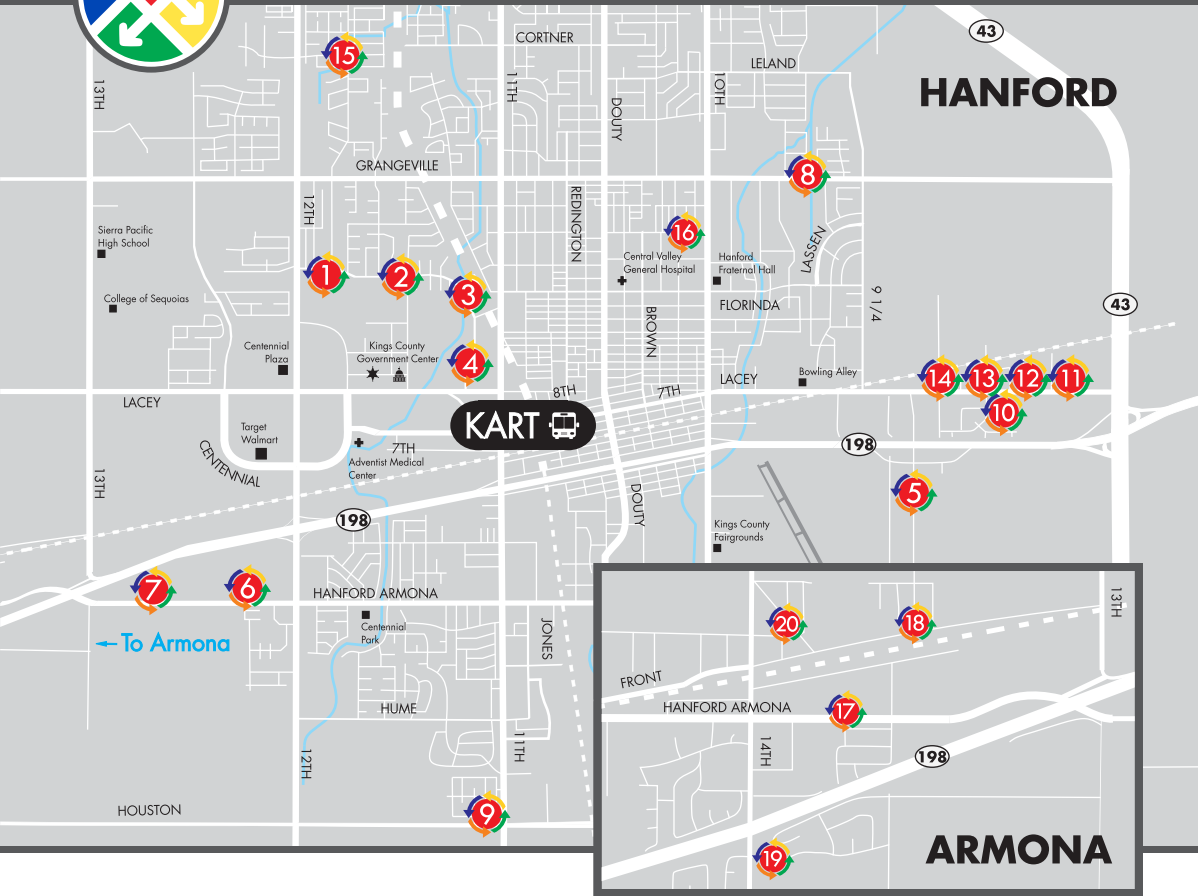 CORTNER
43
15
LELAND
13TH
11TH
10TH
DOUTY
HANFORD
GRANGEVILLE
8
12TH
REDINGTON
16
Sierra Pacific
High School
LASSEN
Central Valley
General Hospital
Hanford
Fraternal Hall
1
2
3
College of Sequoias
FLORINDA
9 1/4
43
BROWN
Centennial
Plaza
Kings County
Government Center
4
LACEY
Bowling Alley
14
13
12
11
8TH
7TH
LACEY
10
KART
Target
Walmart
7TH
198
CENTENNIAL
Adventist Medical
Center
13TH
5
DOUTY
198
Kings County
Fairgrounds
7
6
HANFORD ARMONA
13TH
Centennial
Park
20
18
To Armona
JONES
FRONT
HUME
HANFORD ARMONA
17
12TH
11TH
14TH
198
HOUSTON
9
ARMONA
19